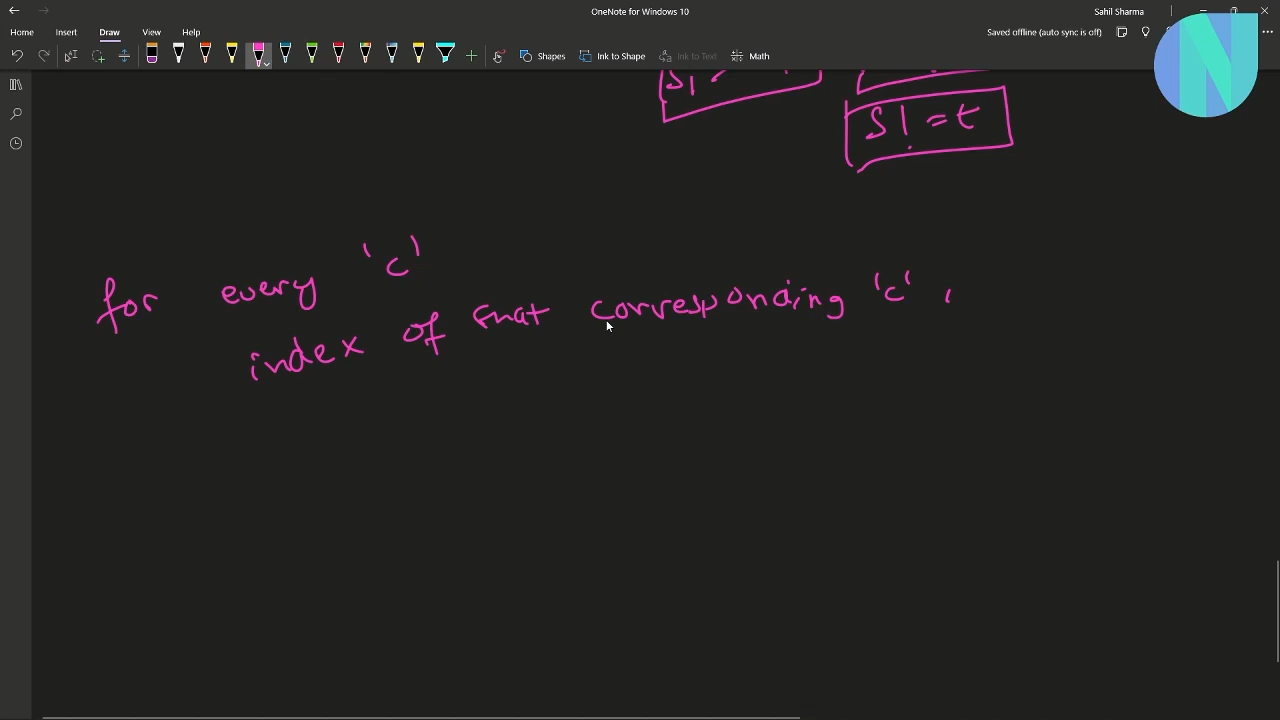 OneNote for Windows 10
Sahil Sharma
Home Insert Draw View Help
Saved offline (auto sync is off)
Shapes Ink to Shape Ink to Text Math
S! = t
for every 'c'
index of that corresponding 'c'